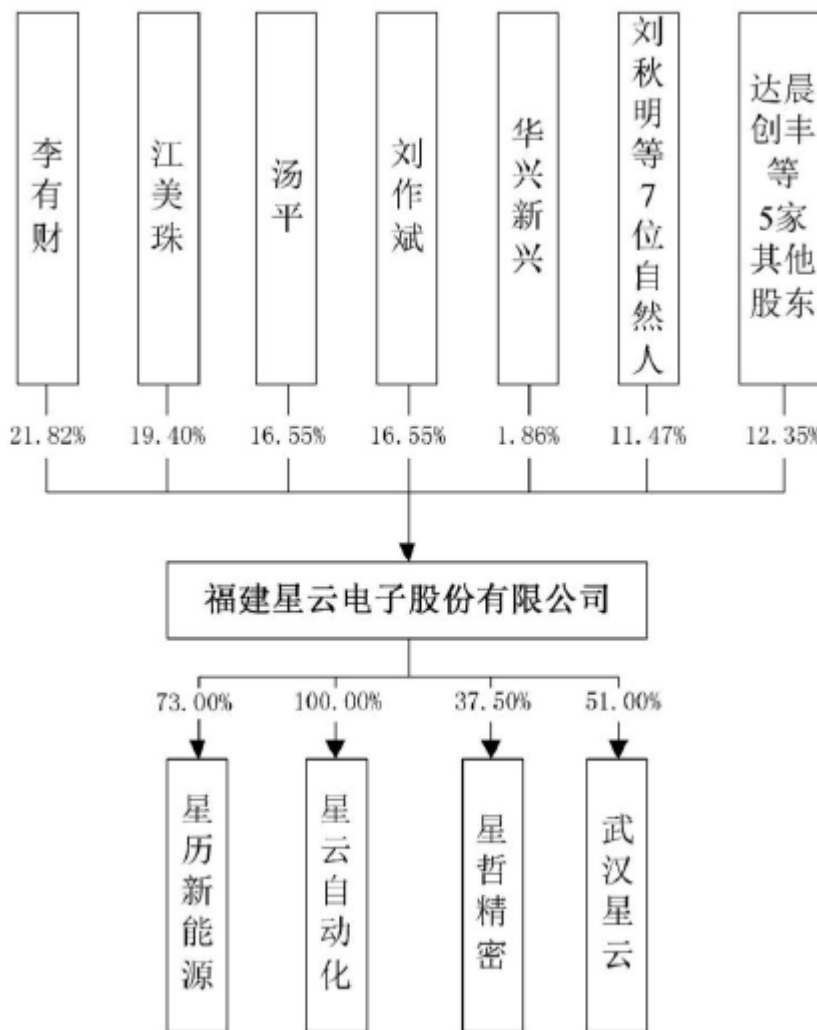 李有财
江美珠
汤平
刘作斌
华兴新兴
刘秋明等7位自然人
达晨
创丰
等
5家
其他
股东
21.82%
19.40%
16.55%
16.55%
1.86%
11.47%
12.35%
福建星云电子股份有限公司
73.00%
100.00%
37.50%
51.00%
星历新能源
星云自动化
星哲精密
武汉星云